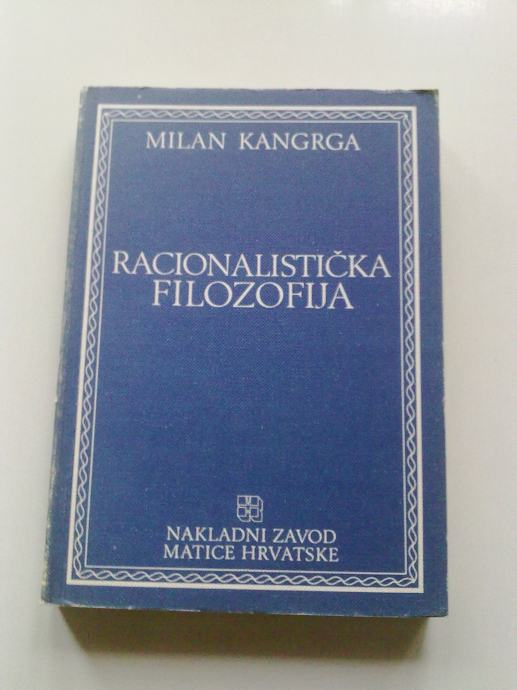 MILAN KANGRGA
RACIONALISTIČKA
FILOZOFIJA
NAKLADNI ZAVOD
MATICE HRVATSKE